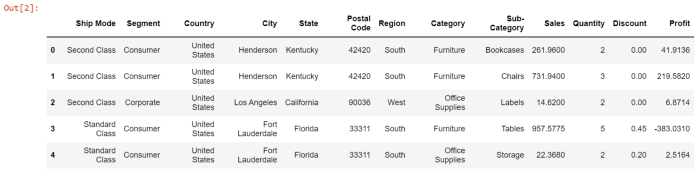 Out[2]:
Ship Mode Segment Country City State Postal Code Region Category Sub-Category Sales Quantity Discount Profit
0 Second Class Consumer United States Henderson Kentucky 42420 South Furniture Bookcases 261.9600 2 0.00 41.9136
1 Second Class Consumer United States Henderson Kentucky 42420 South Furniture Chairs 731.9400 3 0.00 219.5820
2 Second Class Corporate United States Los Angeles California 90036 West Office Supplies Labels 14.6200 2 0.00 6.8714
3 Standard Class Consumer United States Fort Lauderdale Florida 33311 South Furniture Tables 957.5775 5 0.45 -383.0310
4 Standard Class Consumer United States Fort Lauderdale Florida 33311 South Office Supplies Storage 22.3680 2 0.20 2.5164